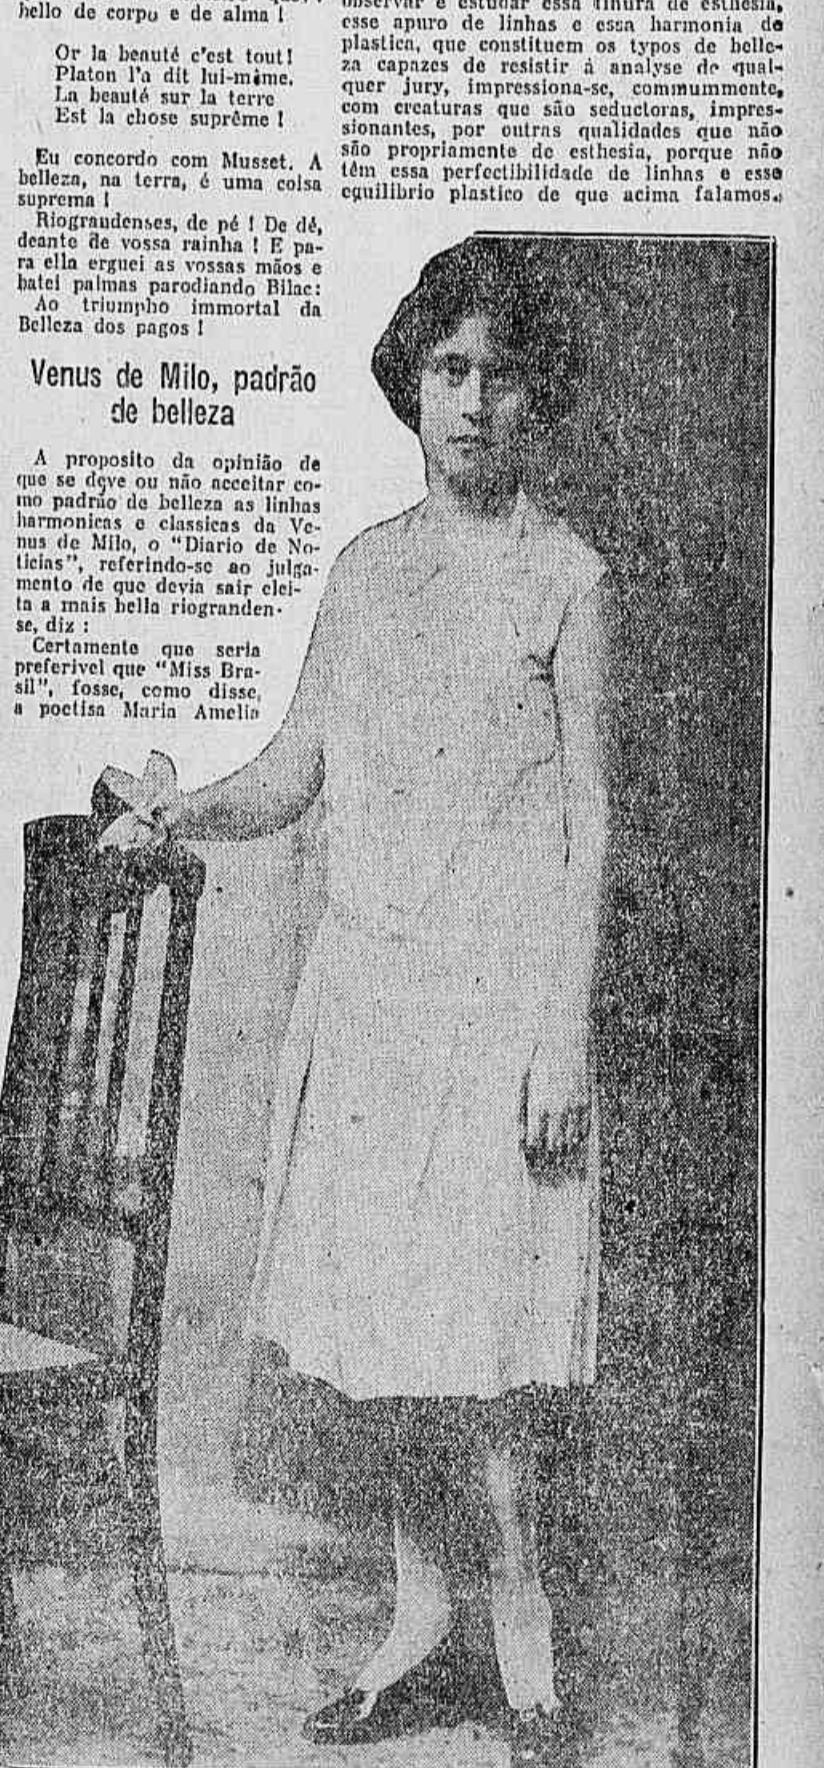 bello de corpo e de alma !
Or la beauté c'est tout!
Platon l'a dit lui-mème.
La beauté sur la terre
Est la chose suprême !
Eu concordo com Musset. A
belleza, na terra, é uma coisa
suprema !
Riograudenses, de pé ! De dé,
deante de vossa rainha ! E pa-
ra ella erguei as vossas mãos e
batei palmas parodiando Bilac:
Ao triumpho immortal da
Belleza dos pagos !
Venus de Milo, padrão
de belleza
A proposito da opinião de
que se deve ou não acceitar co-
mo padrão de belleza as linhas
harmonicas e classicas da Ve-
nus de Milo, o "Diario de No-
ticias", referindo-se ao julga-
mento de que devia sair elei-
ta a mais bella riogranden-
se, diz :
Certamente que seria
preferivel que "Miss Bra-
sil", fosse, como disse,
a poetisa Maria Amelia
observar e estudar essa finura de esthesia,
esse apuro de linhas e essa harmonia de
plastica, que constituem os typos de belle-
za capazes de resistir á analyse de qual-
quer jury, impressiona-se, commummente,
com creaturas que são seductoras, impres-
sionantes, por outras qualidades que não
são propriamente de esthesia, porque não
têm essa perfectibilidade de linhas e esse
equilibrio plastico de que acima falamos.